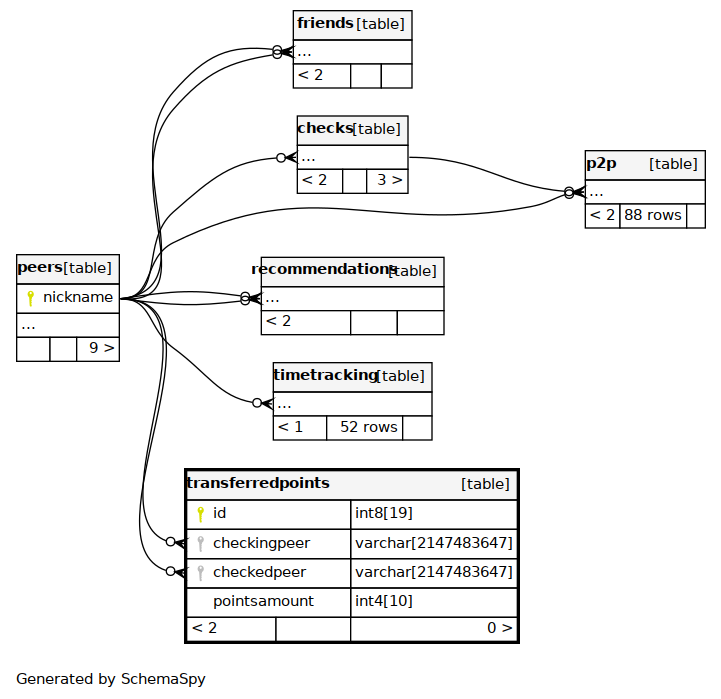 friends [table]
...
< 2
checks [table]
...
< 2 3 >
p2p [table]
...
< 2 88 rows
peers [table]
nickname
...
9 >
recommendations [table]
...
< 2
timetracking [table]
...
< 1 52 rows
transferredpoints [table]
id int8[19]
checkingpeer varchar[2147483647]
checkedpeer varchar[2147483647]
pointsamount int4[10]
< 2 0 >
Generated by SchemaSpy